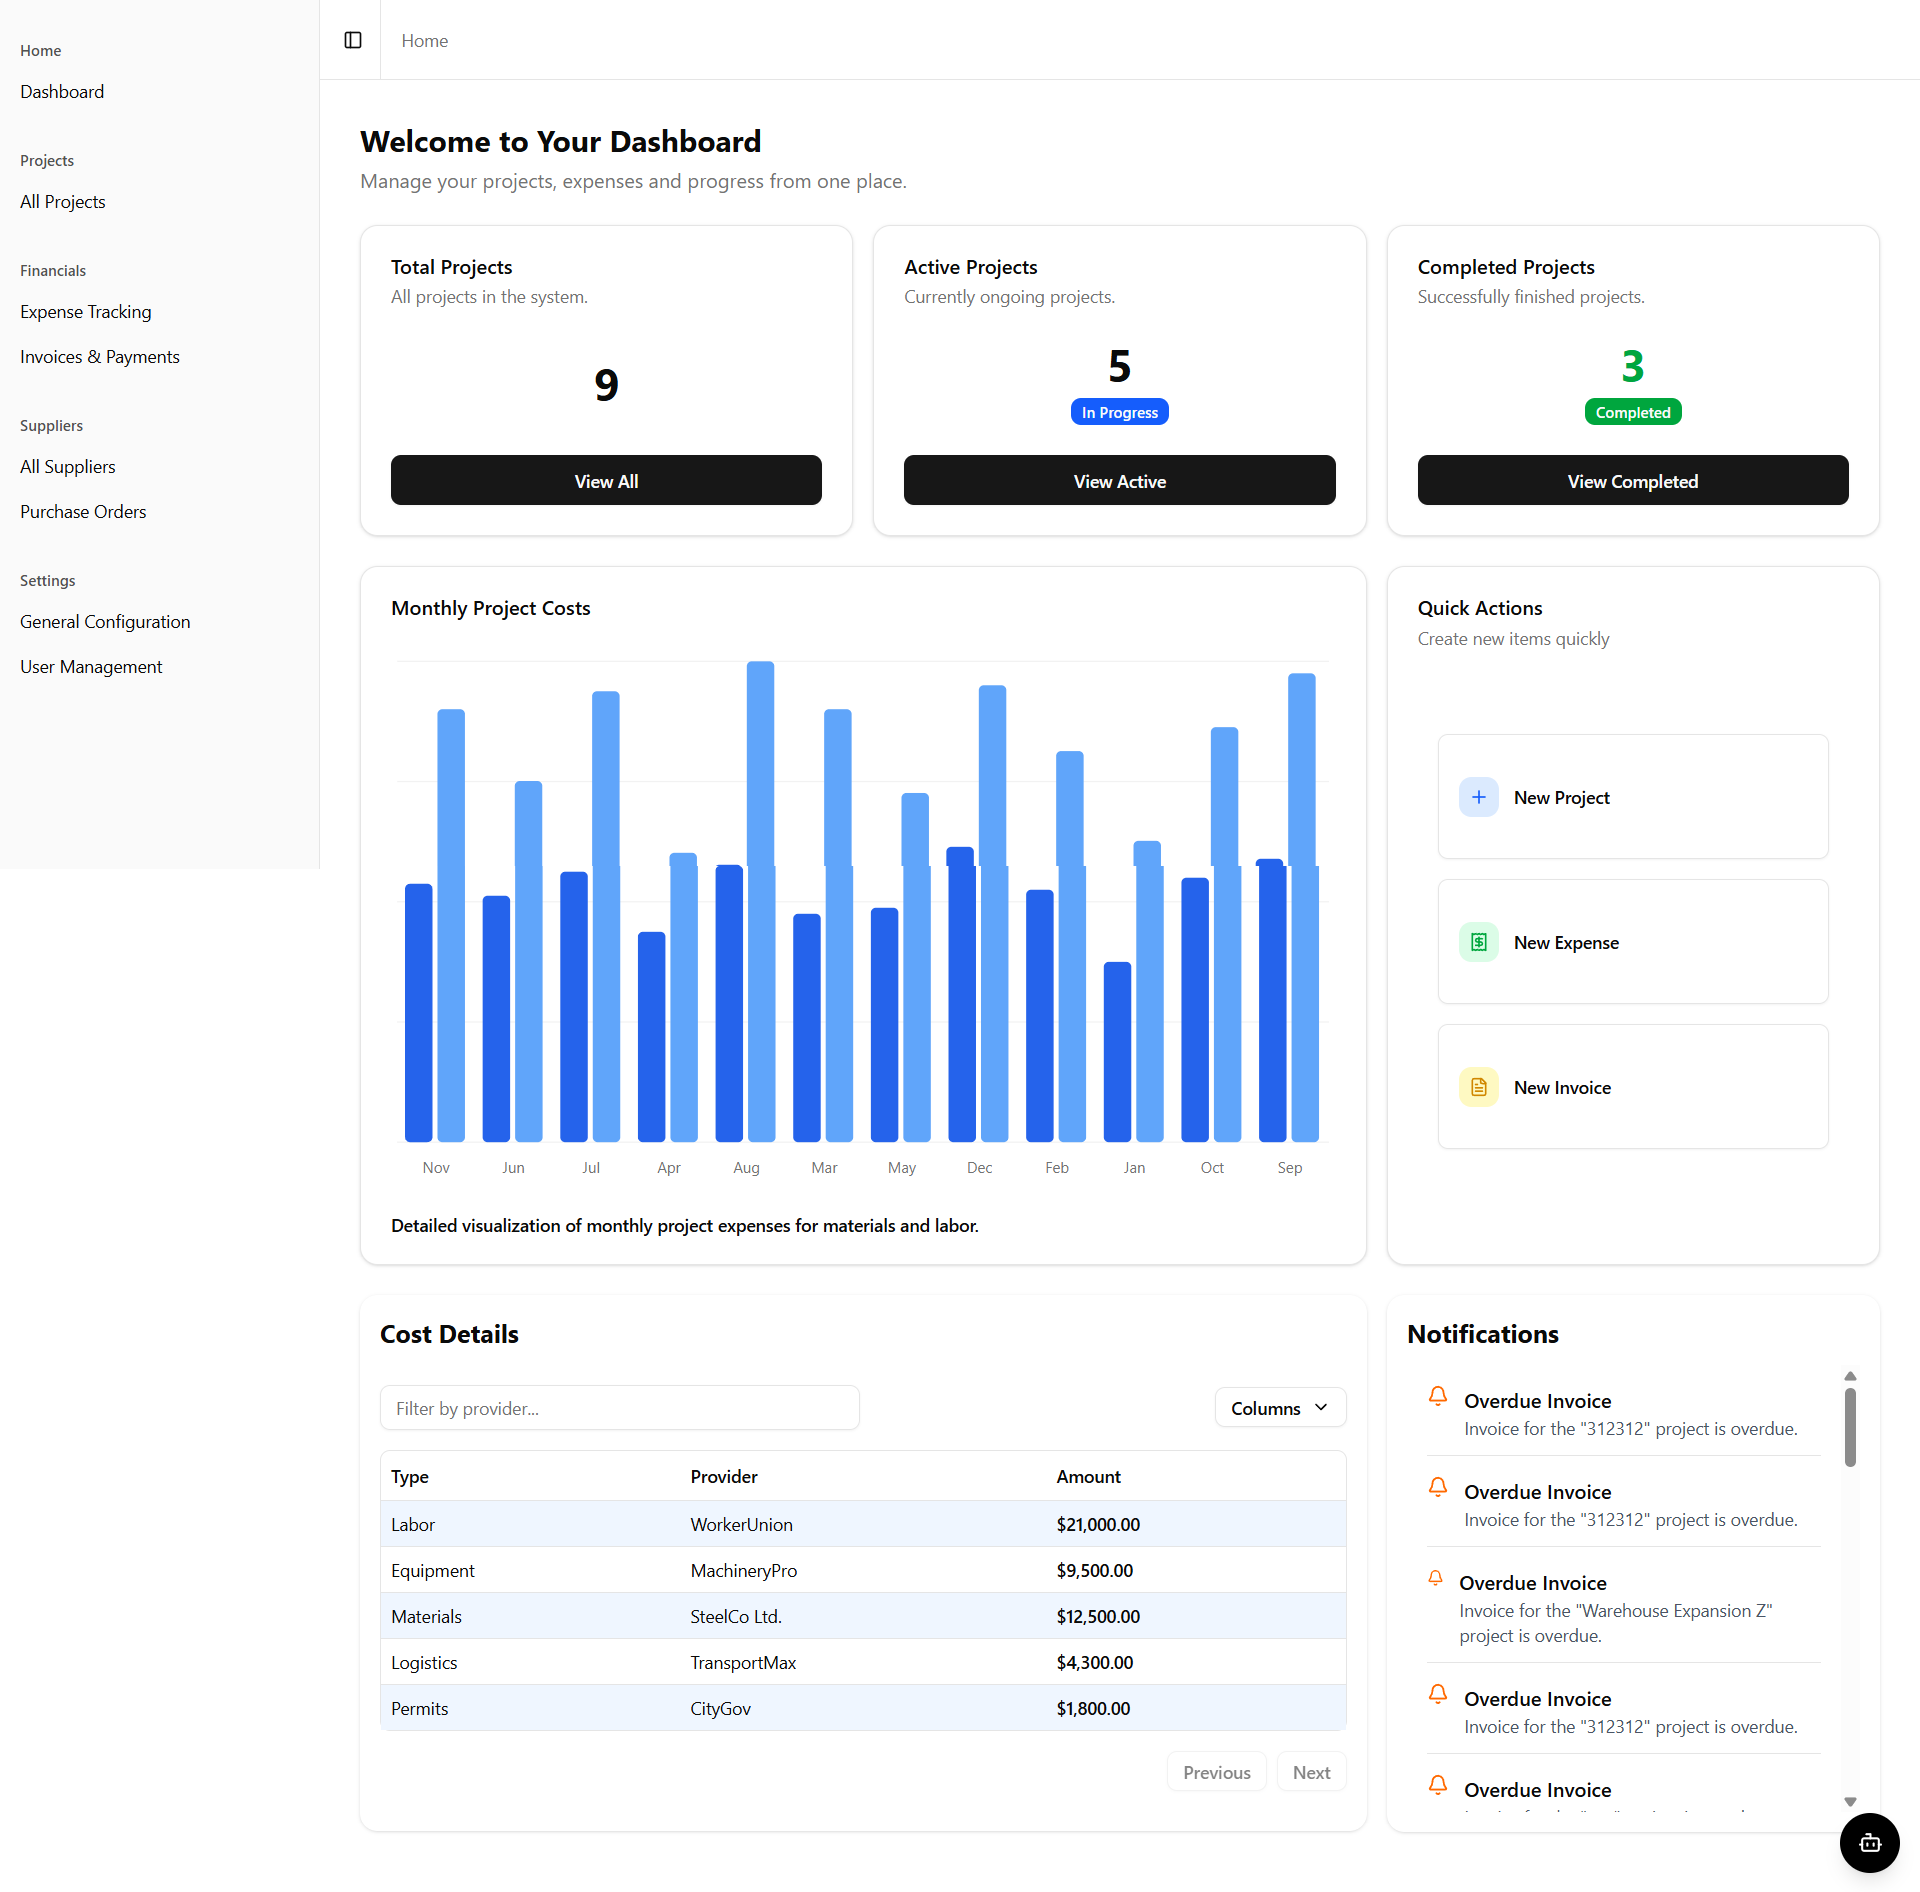 Home
Dashboard
Projects
All Projects
Financials
Expense Tracking
Invoices & Payments
Suppliers
All Suppliers
Purchase Orders
Settings
General Configuration
User Management
Home
Welcome to Your Dashboard
Manage your projects, expenses and progress from one place.
Total Projects
All projects in the system.
9
View All
Active Projects
Currently ongoing projects.
5
In Progress
View Active
Completed Projects
Successfully finished projects.
3
Completed
View Completed
Monthly Project Costs
Nov Jun Jul Apr Aug Mar May Dec Feb Jan Oct Sep
Detailed visualization of monthly project expenses for materials and labor.
Quick Actions
Create new items quickly
New Project
New Expense
New Invoice
Cost Details
Filter by provider...
Columns
Type Provider Amount
Labor WorkerUnion $21,000.00
Equipment MachineryPro $9,500.00
Materials SteelCo Ltd. $12,500.00
Logistics TransportMax $4,300.00
Permits CityGov $1,800.00
Previous Next
Notifications
Overdue Invoice
Invoice for the "312312" project is overdue.
Overdue Invoice
Invoice for the "312312" project is overdue.
Overdue Invoice
Invoice for the "Warehouse Expansion Z"
project is overdue.
Overdue Invoice
Invoice for the "312312" project is overdue.
Overdue Invoice